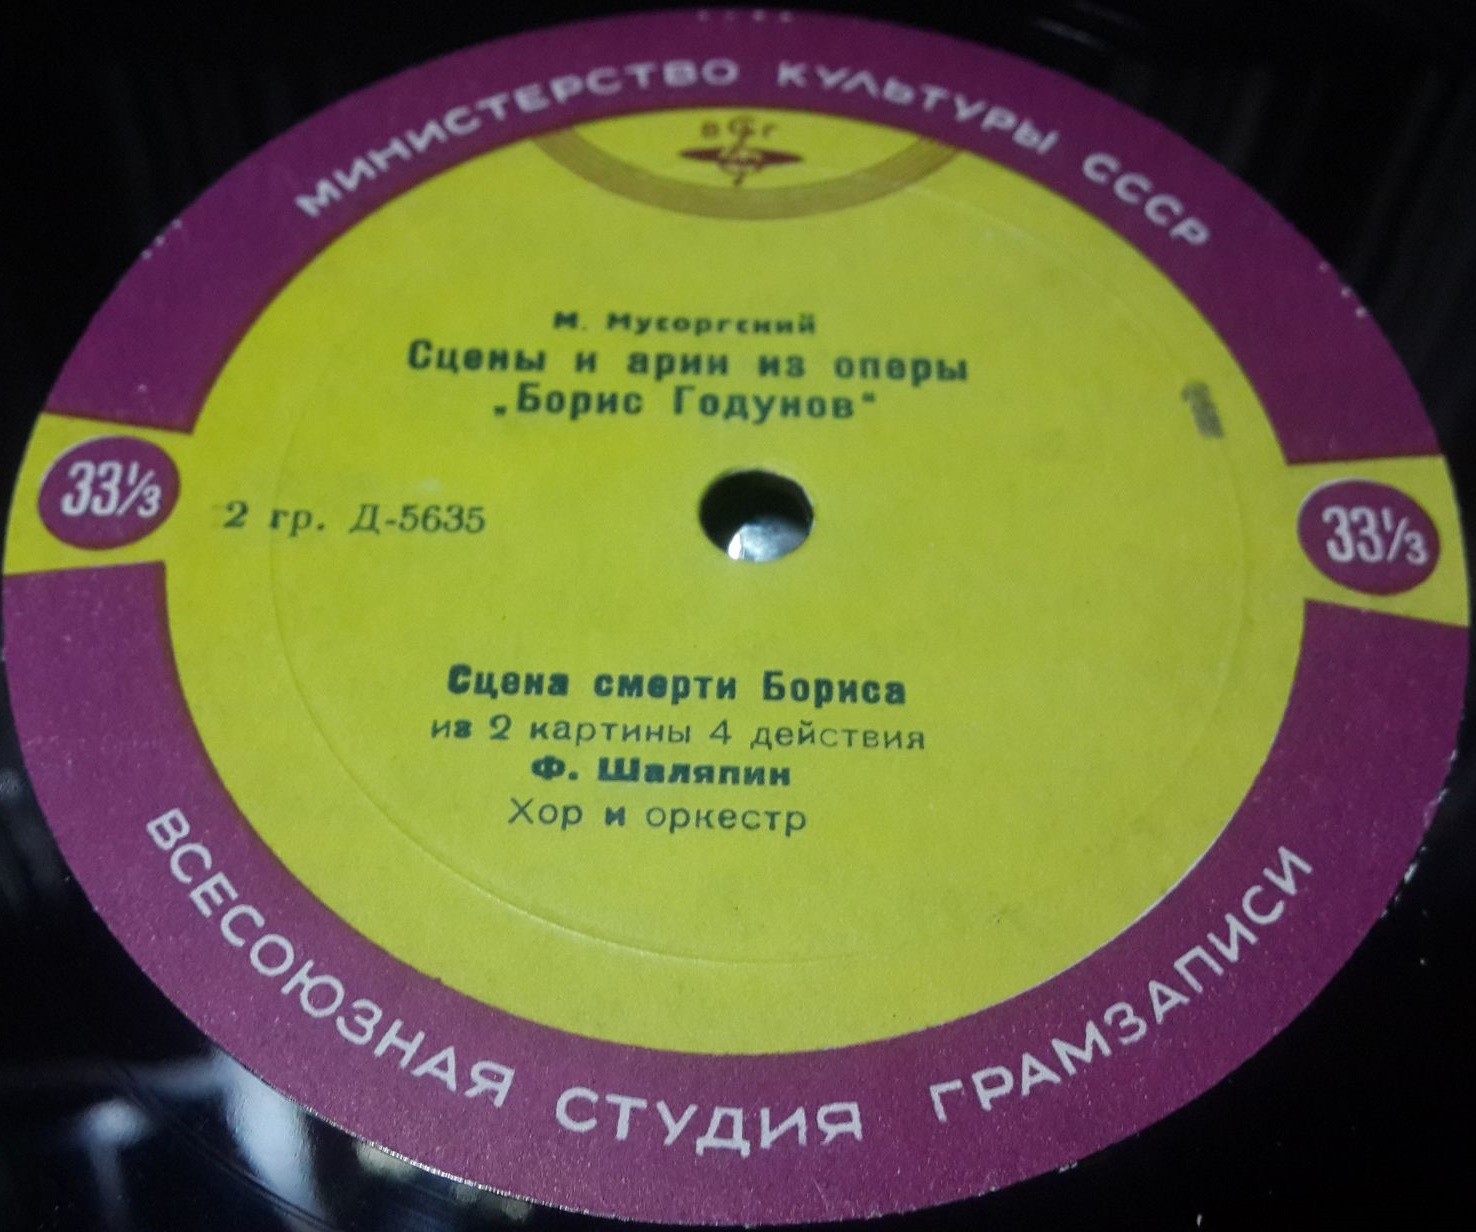 МИНИСТЕРСТВО КУЛЬТУРЫ СССР
ВСГ
М. Мусоргский
Сцены и арии из оперы
„Борис Годунов“
33⅓
2 гр. Д-5635
33⅓
Сцена смерти Бориса
из 2 картины 4 действия
Ф. Шаляпин
Хор и оркестр
ВСЕСОЮЗНАЯ СТУДИЯ ГРАМЗАПИСИ